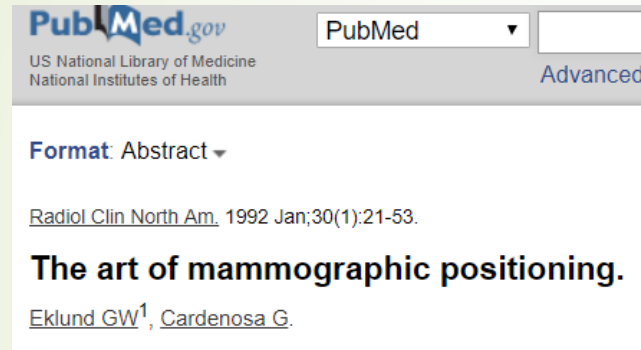 PubMed.gov
PubMed
US National Library of Medicine
National Institutes of Health
Advanced
Format: Abstract
Radiol Clin North Am. 1992 Jan;30(1):21-53.
The art of mammographic positioning.
Eklund GW1, Cardenosa G.